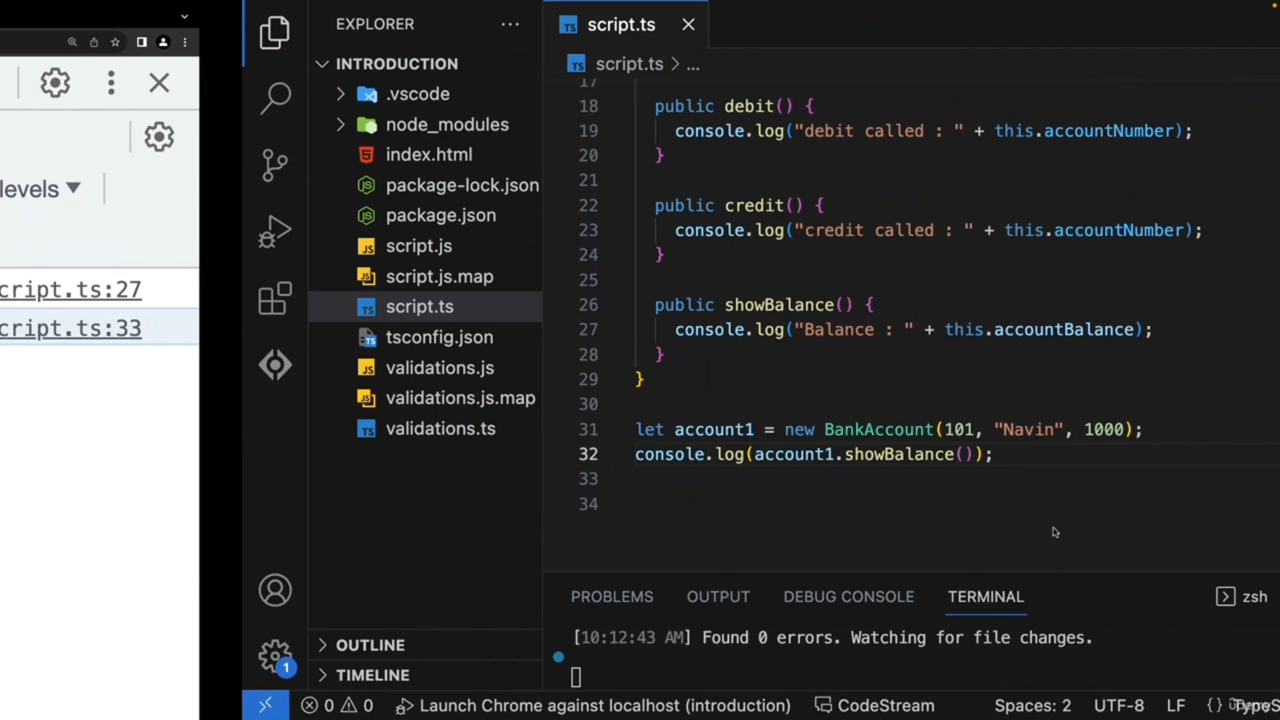 levels
cript.ts:27
cript.ts:33
EXPLORER
INTRODUCTION
.vscode
node_modules
index.html
package-lock.json
package.json
script.js
script.js.map
script.ts
tsconfig.json
validations.js
validations.js.map
validations.ts
OUTLINE
TIMELINE
script.ts
script.ts > ...
17
18 public debit() {
19 console.log("debit called : " + this.accountNumber);
20 }
21
22 public credit() {
23 console.log("credit called : " + this.accountNumber);
24 }
25
26 public showBalance() {
27 console.log("Balance : " + this.accountBalance);
28 }
29 }
30
31 let account1 = new BankAccount(101, "Navin", 1000);
32 console.log(account1.showBalance());
33
34
PROBLEMS OUTPUT DEBUG CONSOLE TERMINAL zsh
[10:12:43 AM] Found 0 errors. Watching for file changes.
1
0 0 Launch Chrome against localhost (introduction) CodeStream Spaces: 2 UTF-8 LF {} TypeS